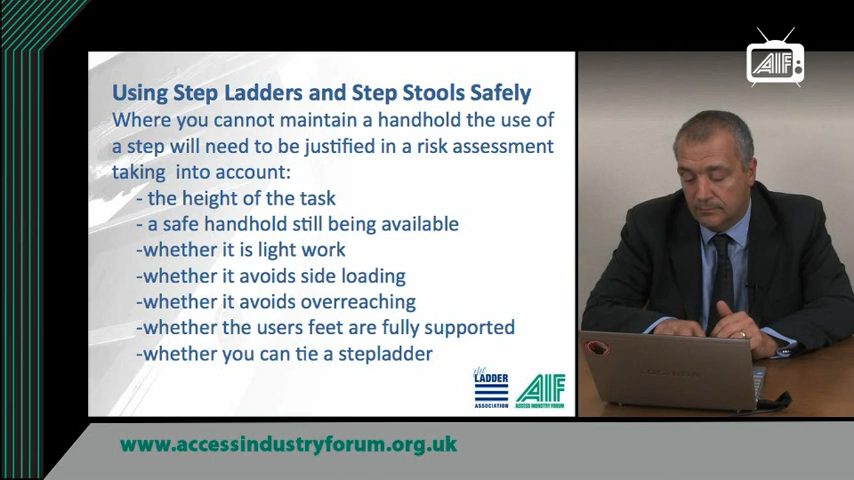 AIF
Using Step Ladders and Step Stools Safely
Where you cannot maintain a handhold the use of
a step will need to be justified in a risk assessment
taking into account:
- the height of the task
- a safe handhold still being available
-whether it is light work
-whether it avoids side loading
-whether it avoids overreaching
-whether the users feet are fully supported
-whether you can tie a stepladder
the
LADDER
ASSOCIATION
AIF
ACCESS INDUSTRY FORUM
www.accessindustryforum.org.uk